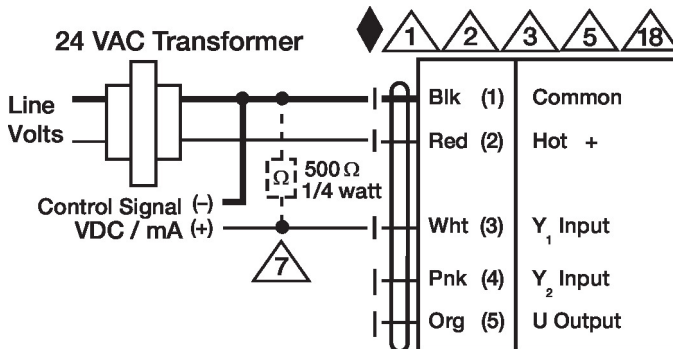 24 VAC Transformer
1 2 3 5 18
Line
Volts
Blk (1) Common
Red (2) Hot +
Ω 500 Ω
1/4 watt
Control Signal (–)
VDC / mA (+)
Wht (3) Y1 Input
7
Pnk (4) Y2 Input
Org (5) U Output